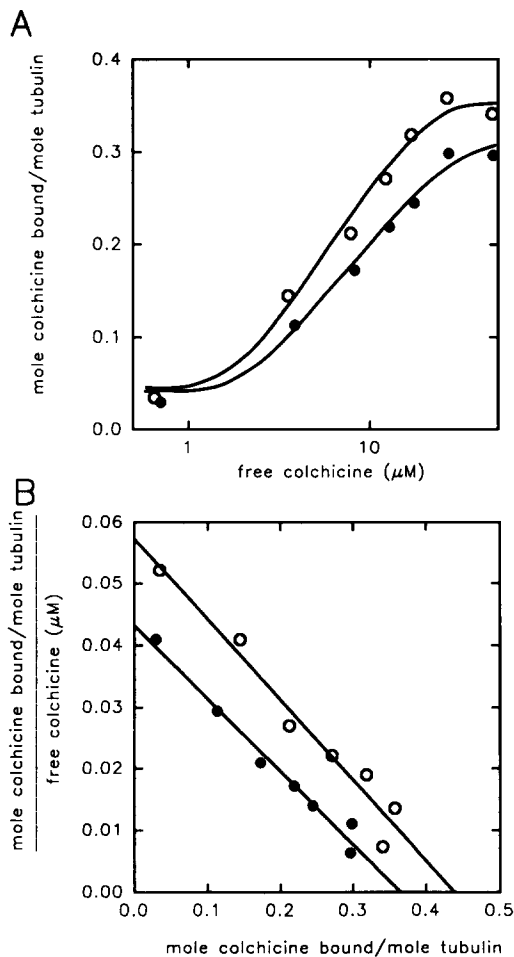 A
mole colchicine bound/mole tubulin
0.4
0.3
0.2
0.1
0.0
1
10
free colchicine (μM)
B
mole colchicine bound/mole tubulin
free colchicine (μM)
0.06
0.05
0.04
0.03
0.02
0.01
0.00
0.0 0.1 0.2 0.3 0.4 0.5
mole colchicine bound/mole tubulin